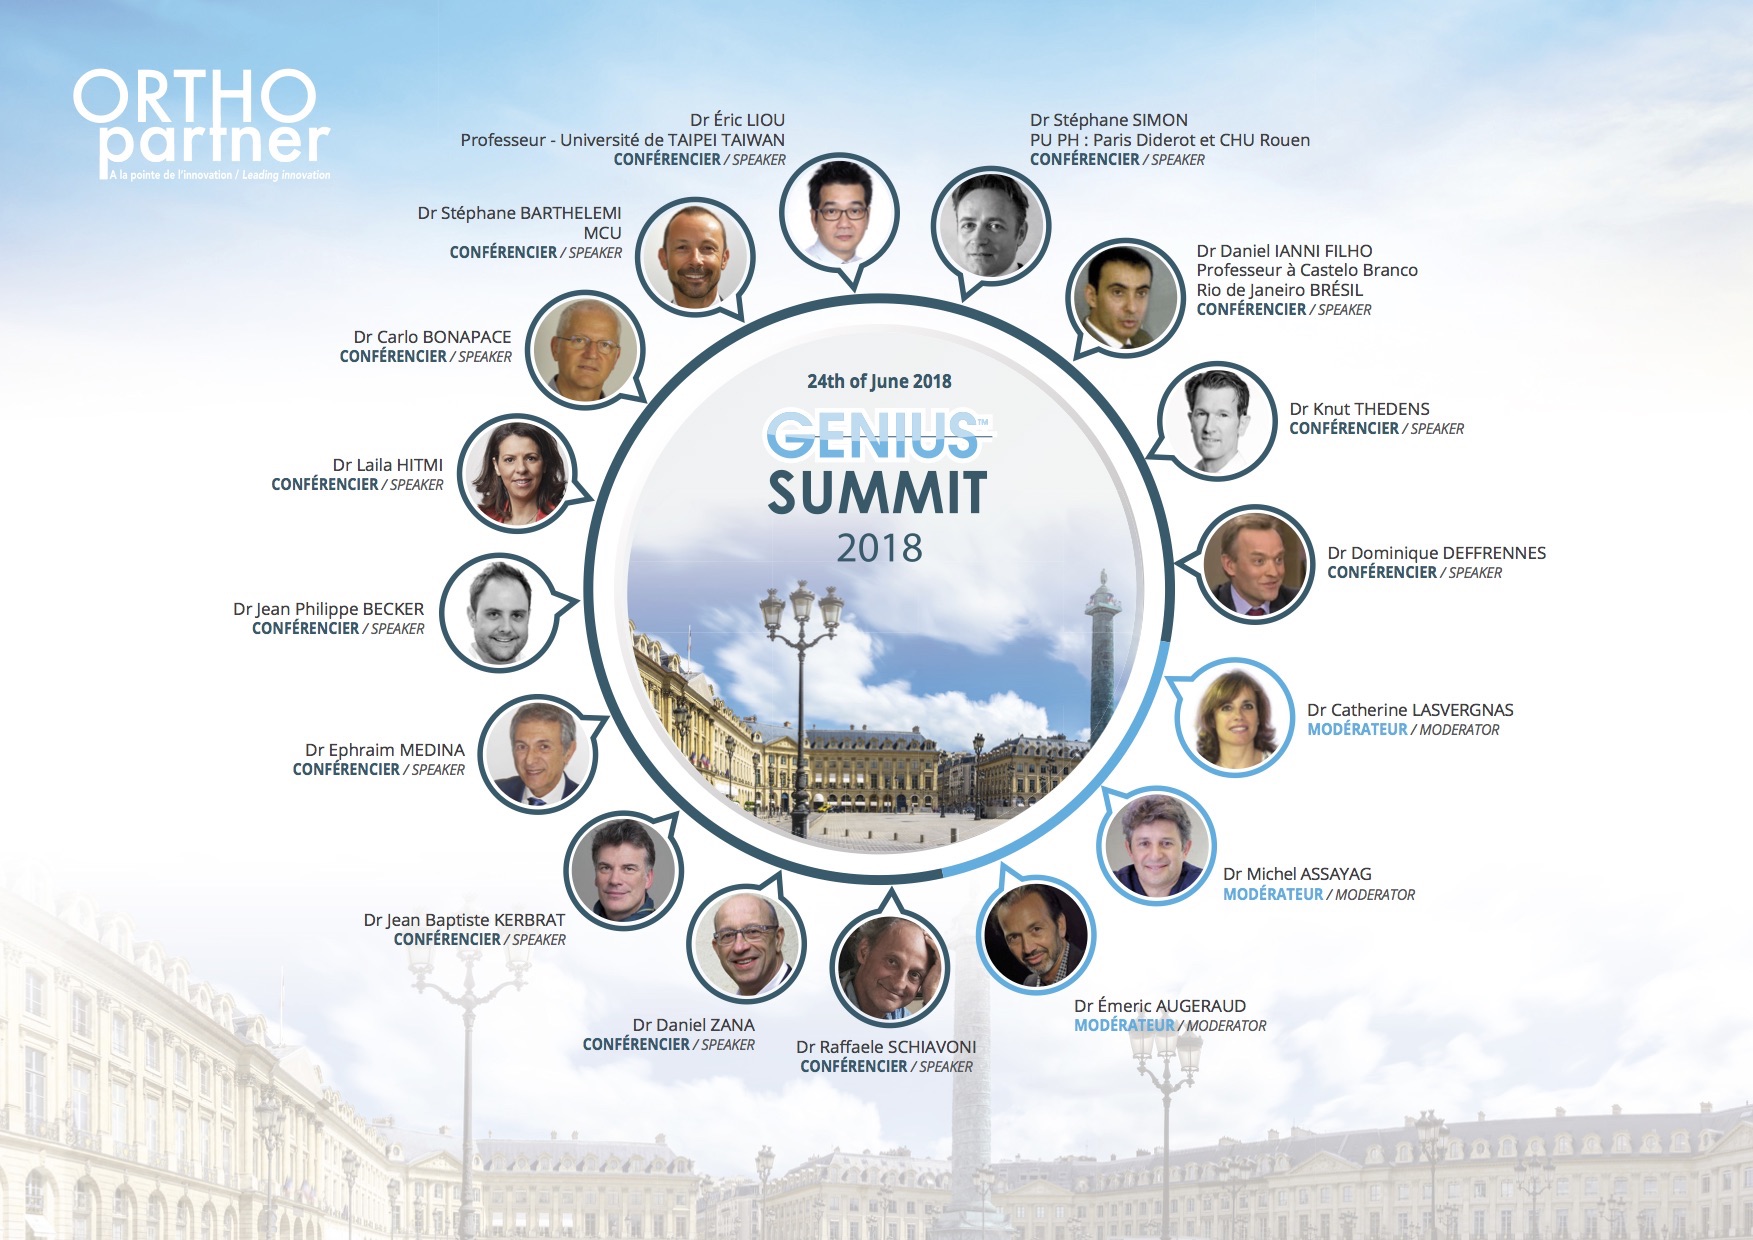 ORTHO
partner
A la pointe de l'innovation / Leading innovation
Dr Éric LIOU
Professeur - Université de TAIPEI TAIWAN
CONFÉRENCIER / SPEAKER
Dr Stéphane SIMON
PU PH : Paris Diderot et CHU Rouen
CONFÉRENCIER / SPEAKER
Dr Stéphane BARTHELEMI
MCU
CONFÉRENCIER / SPEAKER
Dr Daniel IANNI FILHO
Professeur à Castelo Branco
Rio de Janeiro BRÉSIL
CONFÉRENCIER / SPEAKER
Dr Carlo BONAPACE
CONFÉRENCIER / SPEAKER
24th of June 2018
GENIUS™
SUMMIT
2018
Dr Knut THEDENS
CONFÉRENCIER / SPEAKER
Dr Laila HITMI
CONFÉRENCIER / SPEAKER
Dr Dominique DEFFRENNES
CONFÉRENCIER / SPEAKER
Dr Jean Philippe BECKER
CONFÉRENCIER / SPEAKER
Dr Catherine LASVERGNAS
MODÉRATEUR / MODERATOR
Dr Ephraim MEDINA
CONFÉRENCIER / SPEAKER
Dr Michel ASSAYAG
MODÉRATEUR / MODERATOR
Dr Jean Baptiste KERBRAT
CONFÉRENCIER / SPEAKER
Dr Émeric AUGERAUD
MODÉRATEUR / MODERATOR
Dr Daniel ZANA
CONFÉRENCIER / SPEAKER
Dr Raffaele SCHIAVONI
CONFÉRENCIER / SPEAKER